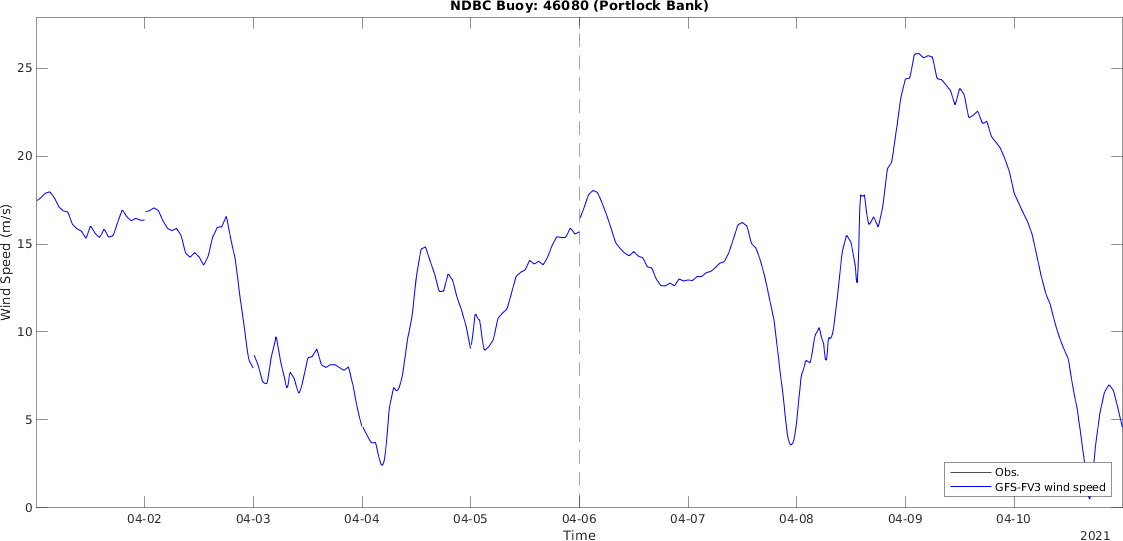 NDBC Buoy: 46080 (Portlock Bank)
25
20
15
10
5
0
Wind Speed (m/s)
04-02 04-03 04-04 04-05 04-06 04-07 04-08 04-09 04-10
Time
2021
Obs.
GFS-FV3 wind speed